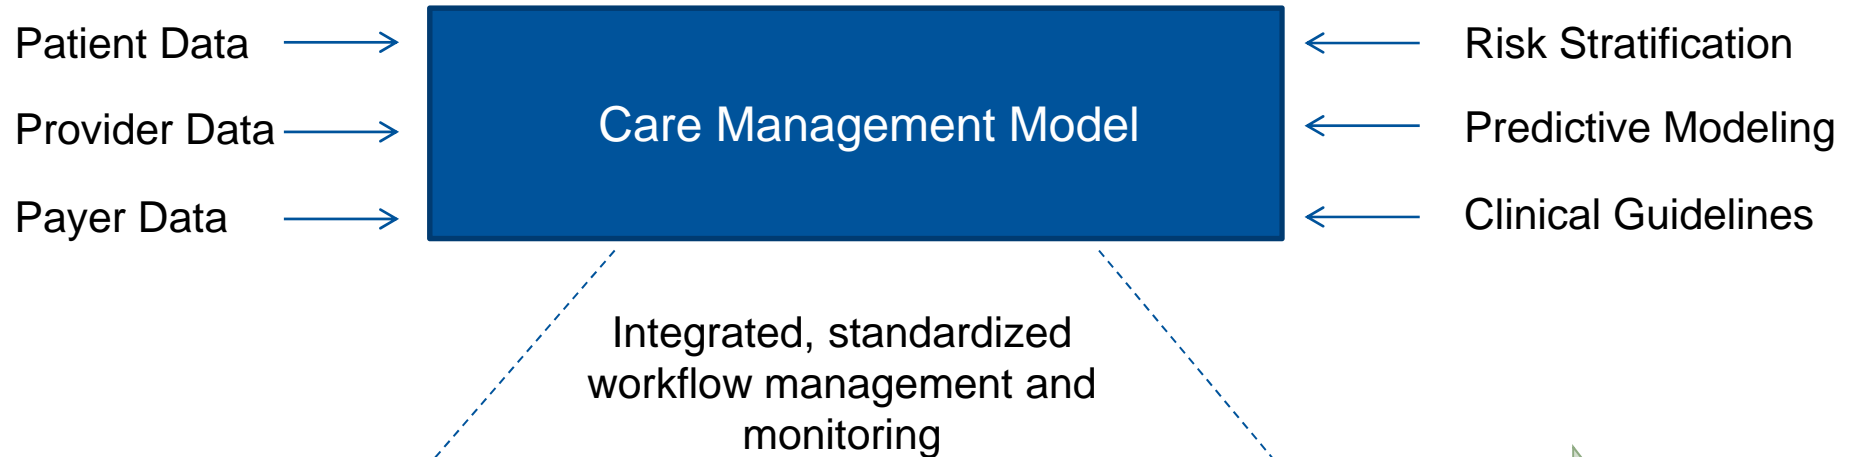 Patient Data
Provider Data
Payer Data
Care Management Model
Risk Stratification
Predictive Modeling
Clinical Guidelines
Integrated, standardized
workflow management and
monitoring